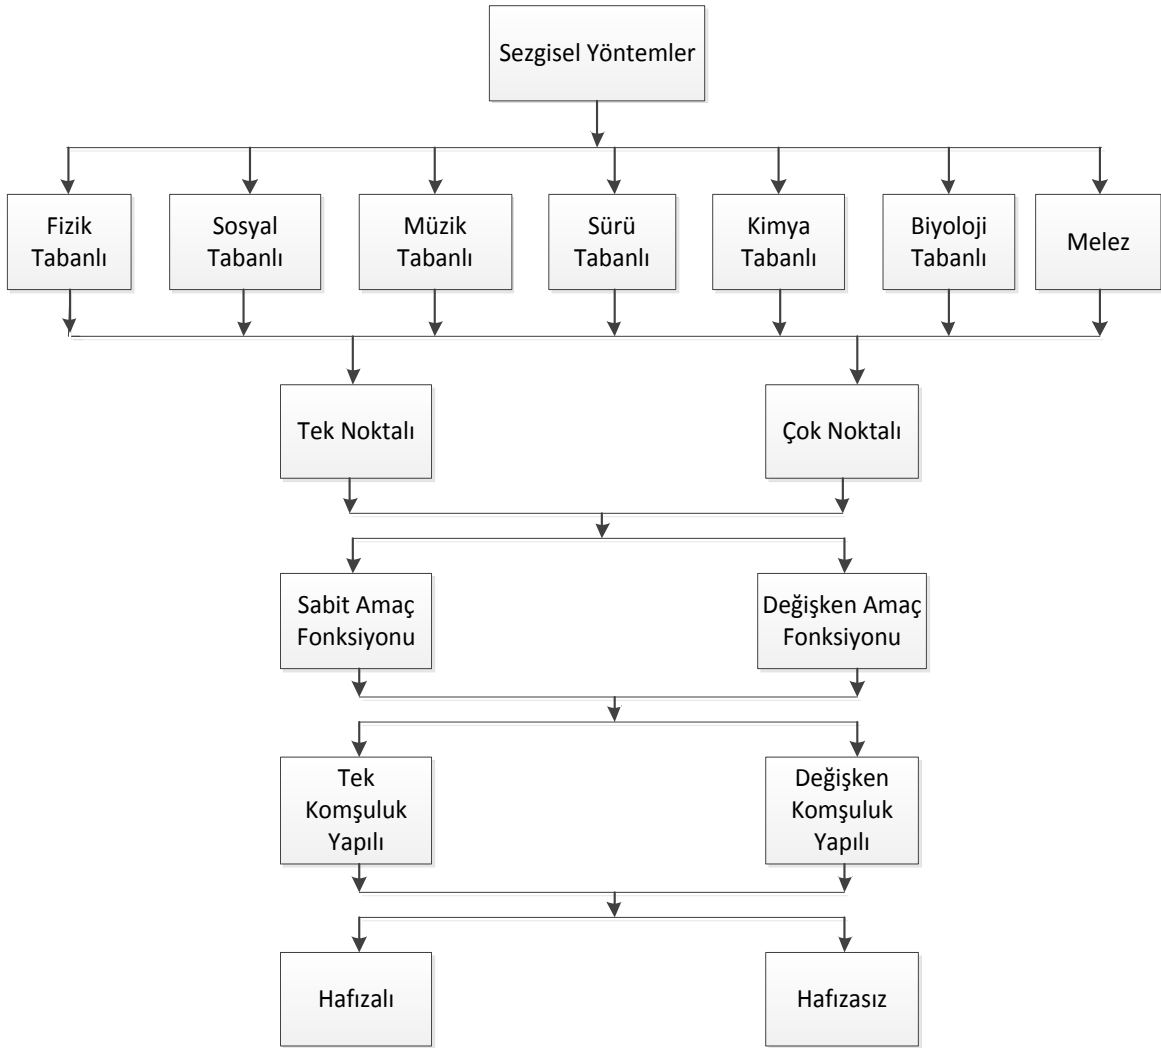 Sezgisel Yöntemler
Fizik
Tabanlı
Sosyal
Tabanlı
Müzik
Tabanlı
Sürü
Tabanlı
Kimya
Tabanlı
Biyoloji
Tabanlı
Melez
Tek Noktalı
Çok Noktalı
Sabit Amaç
Fonksiyonu
Değişken Amaç
Fonksiyonu
Tek
Komşuluk
Yapılı
Değişken
Komşuluk
Yapılı
Hafızalı
Hafızasız